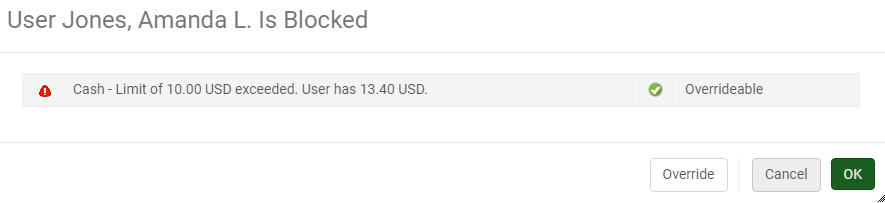 User Jones, Amanda L. Is Blocked
Cash - Limit of 10.00 USD exceeded. User has 13.40 USD. Overrideable
Override Cancel OK